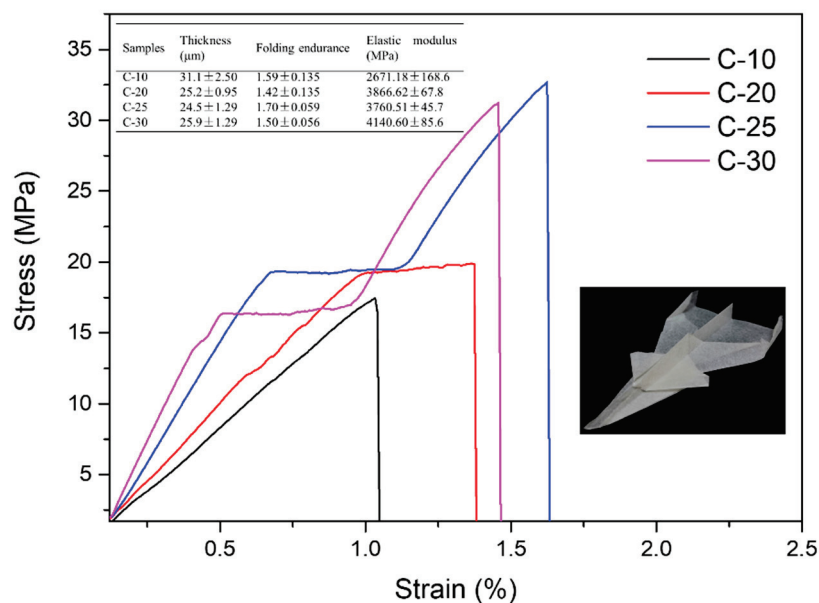 Samples Thickness (μm) Folding endurance Elastic modulus (MPa)
C-10 31.1±2.50 1.59±0.135 2671.18±168.6
C-20 25.2±0.95 1.42±0.135 3866.62±67.8
C-25 24.5±1.29 1.70±0.059 3760.51±45.7
C-30 25.9±1.29 1.50±0.056 4140.60±85.6
C-10
C-20
C-25
C-30
Stress (MPa)
35
30
25
20
15
10
5
0.5 1.0 1.5 2.0 2.5
Strain (%)